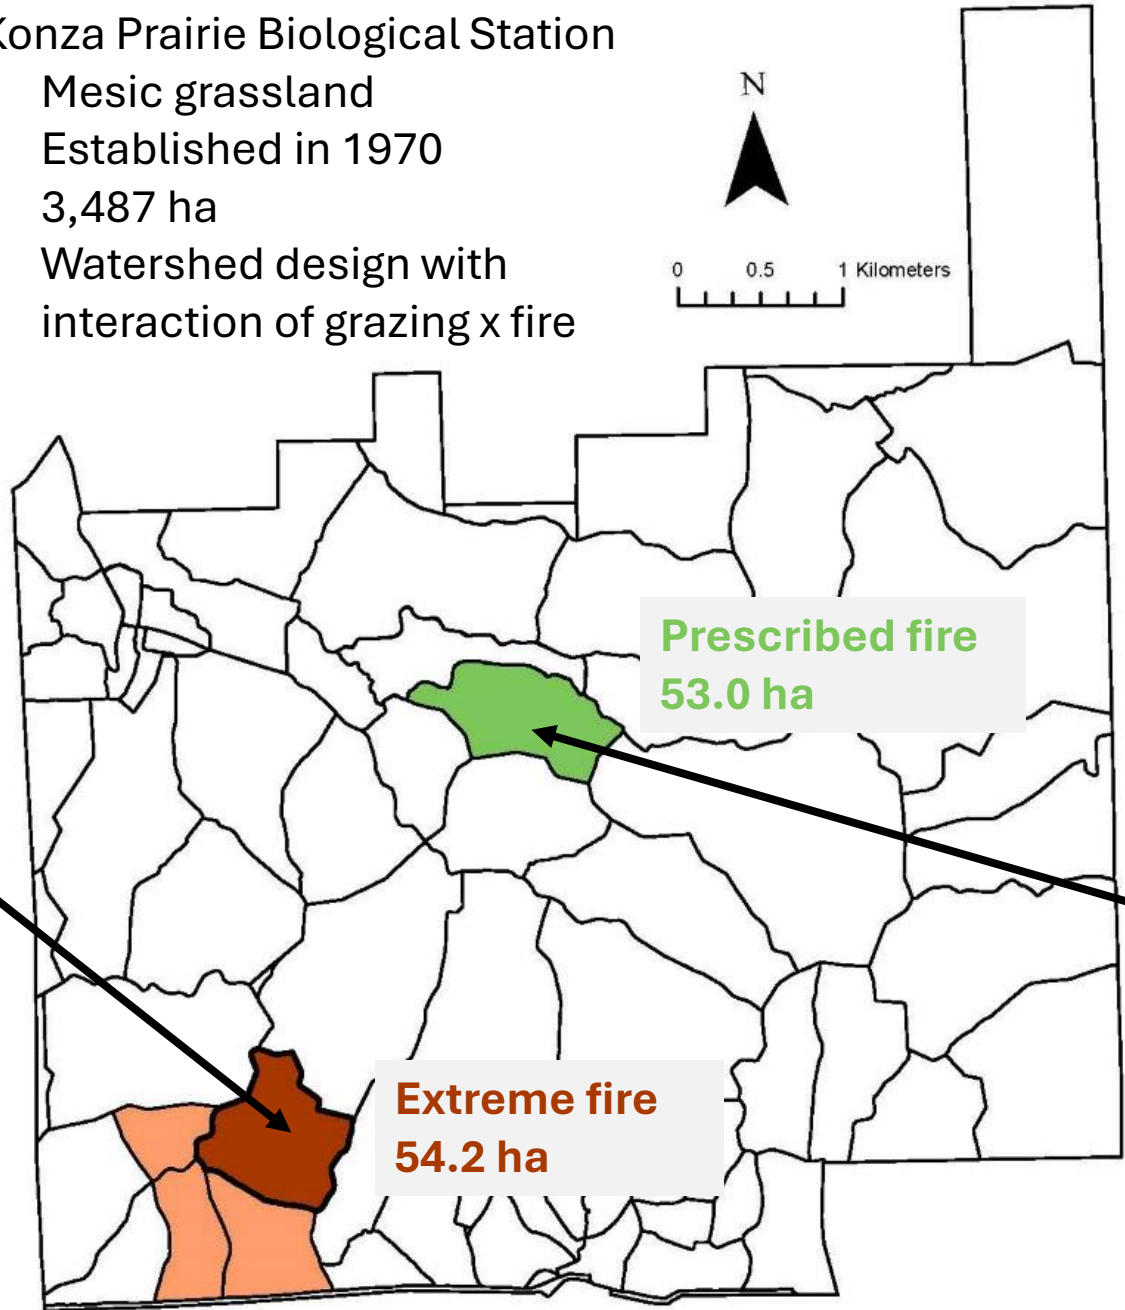 Konza Prairie Biological Station
Mesic grassland
Established in 1970
3,487 ha
Watershed design with
interaction of grazing x fire
N
0 0.5 1 Kilometers
Prescribed fire
53.0 ha
Extreme fire
54.2 ha